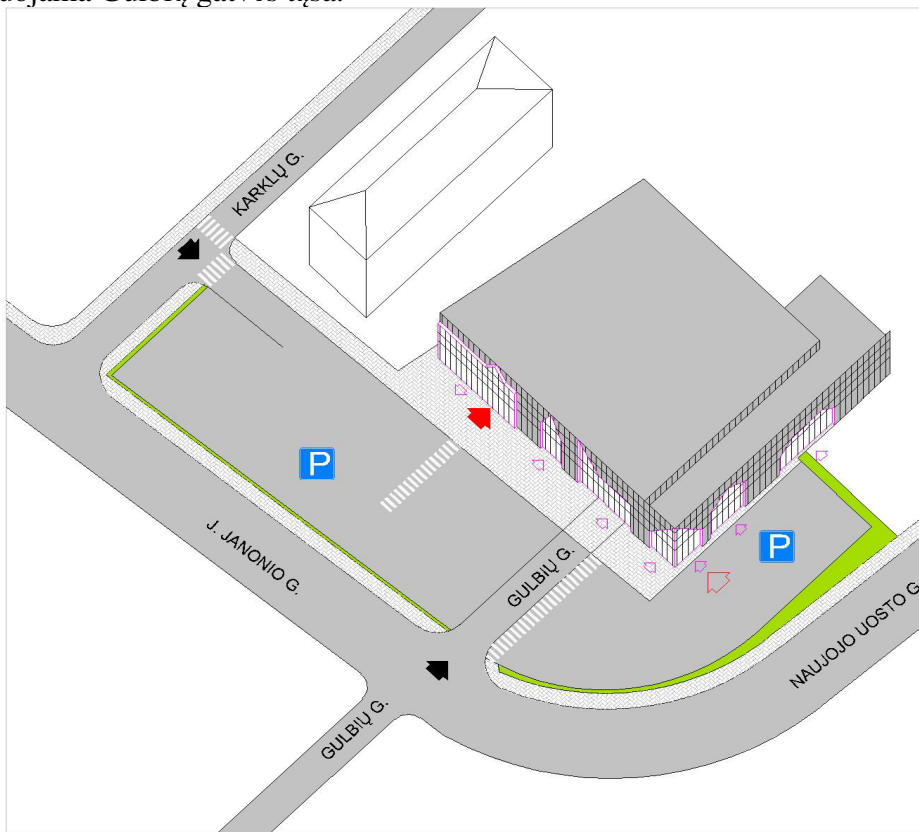 KARKLŲ G.
P
J. JANONIO G.
GULBIŲ G.
P
NAUJOJO UOSTO G.
GULBIŲ G.